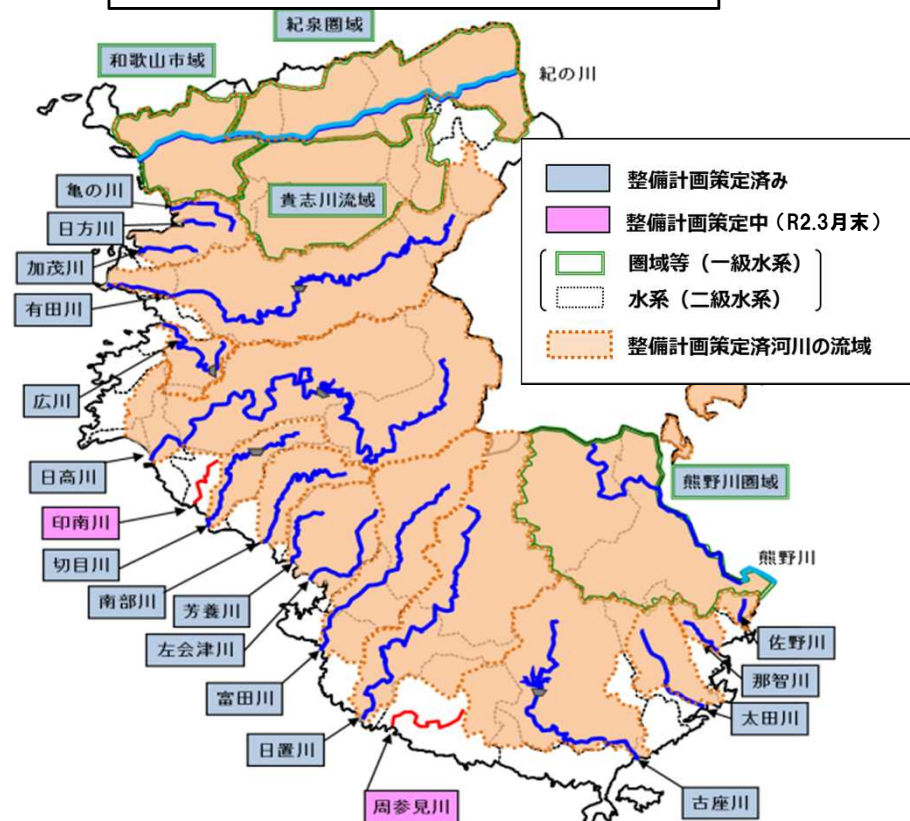 紀泉圏域
和歌山市域
紀の川
亀の川
日方川
加茂川
有田川
貴志川流域
整備計画策定済み
整備計画策定中（R2.3月末）
圏域等（一級水系）
水系（二級水系）
整備計画策定済河川の流域
広川
日高川
印南川
切目川
南部川
芳養川
左会津川
富田川
日置川
周参見川
熊野川圏域
熊野川
佐野川
那智川
太田川
古座川